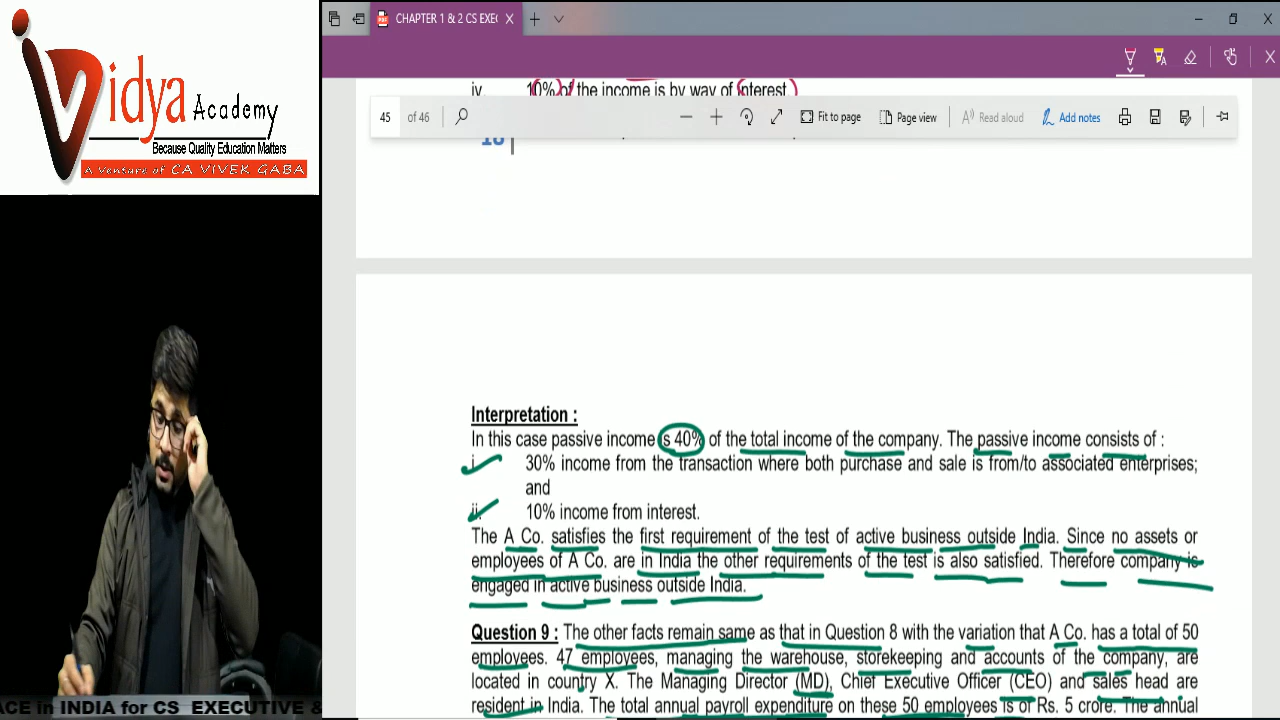 CHAPTER 1 & 2 CS EXEC
Vidya Academy
Because Quality Education Matters
A Venture of CA VIVEK GABA
iv. 10% of the income is by way of interest
45 of 46
Fit to page
Page view
Read aloud
Add notes
18
Interpretation :
In this case passive income is 40% of the total income of the company. The passive income consists of :
i. 30% income from the transaction where both purchase and sale is from/to associated enterprises;
and
ii. 10% income from interest.
The A Co. satisfies the first requirement of the test of active business outside India. Since no assets or
employees of A Co. are in India the other requirements of the test is also satisfied. Therefore company is
engaged in active business outside India.
Question 9 : The other facts remain same as that in Question 8 with the variation that A Co. has a total of 50
employees. 47 employees, managing the warehouse, storekeeping and accounts of the company, are
located in country X. The Managing Director (MD), Chief Executive Officer (CEO) and sales head are
resident in India. The total annual payroll expenditure on these 50 employees is of Rs. 5 crore. The annual
ACE in INDIA for CS EXECUTIVE &